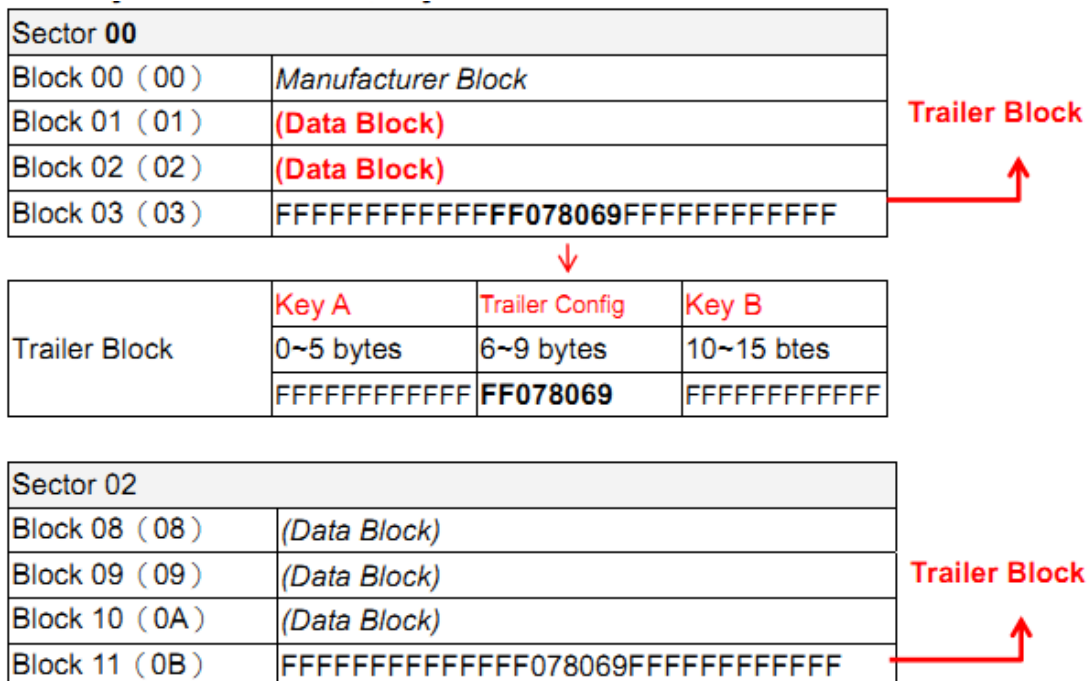 Sector 00
Block 00（00） Manufacturer Block
Block 01（01） (Data Block)
Trailer Block
Block 02（02） (Data Block)
Block 03（03） FFFFFFFFFFFFFF078069FFFFFFFFFFFF
Key A Trailer Config Key B
Trailer Block 0~5 bytes 6~9 bytes 10~15 btes
FFFFFFFFFFFF FF078069 FFFFFFFFFFFF
Sector 02
Block 08（08） (Data Block)
Block 09（09） (Data Block)
Trailer Block
Block 10（0A） (Data Block)
Block 11（0B） FFFFFFFFFFFFFF078069FFFFFFFFFFFF